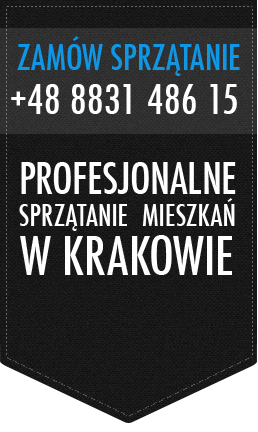 ZAMÓW SPRZĄTANIE
+48 8831 486 15
PROFESJONALNE
SPRZĄTANIE MIESZKAŃ
W KRAKOWIE